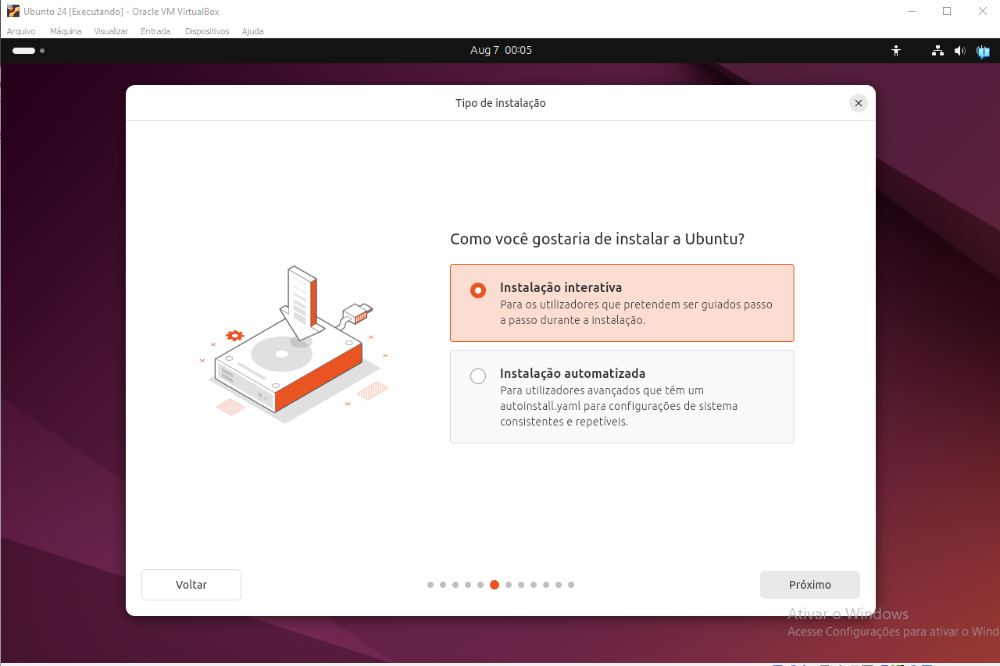 Ubunto 24 [Executando] - Oracle VM VirtualBox
Arquivo Máquina Visualizar Entrada Dispositivos Ajuda
Aug 7 00:05
Tipo de instalação
Como você gostaria de instalar a Ubuntu?
Instalação interativa
Para os utilizadores que pretendem ser guiados passo
a passo durante a instalação.
Instalação automatizada
Para utilizadores avançados que têm um
autoinstall.yaml para configurações de sistema
consistentes e repetíveis.
Voltar
Próximo
Ativar o Windows
Acesse Configurações para ativar o Wind